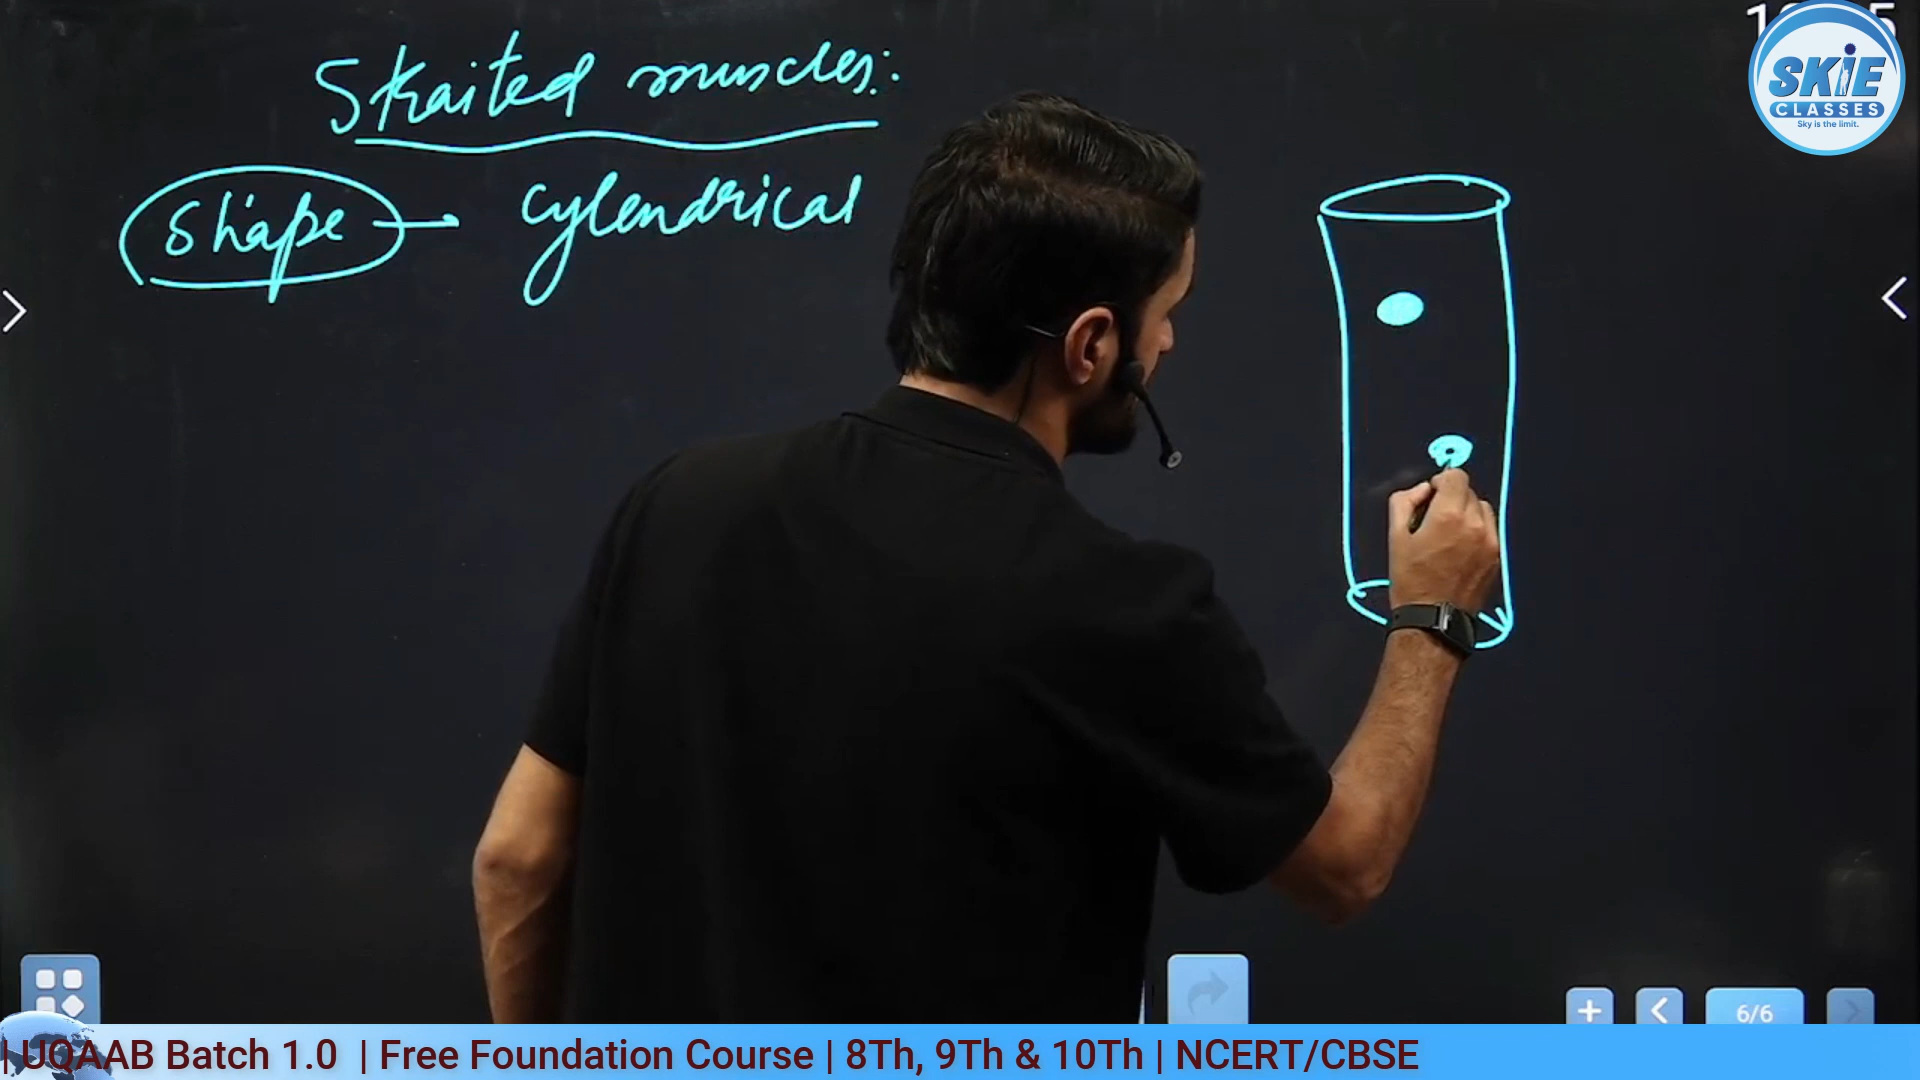 Straited muscles:
shape → cylendrical
SKIE
CLASSES
Sky is the limit.
6/6
| UQAAB Batch 1.0 | Free Foundation Course | 8Th, 9Th & 10Th | NCERT/CBSE